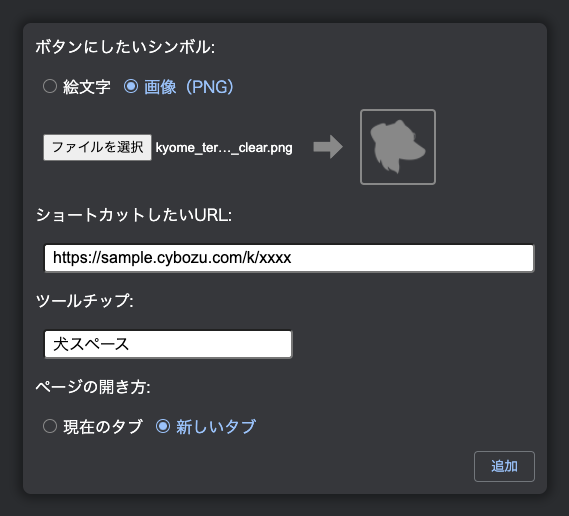 ボタンにしたいシンボル:
絵文字 画像（PNG）
ファイルを選択 kyome_ter…_clear.png
ショートカットしたいURL:
https://sample.cybozu.com/k/xxxx
ツールチップ:
犬スペース
ページの開き方:
現在のタブ 新しいタブ
追加